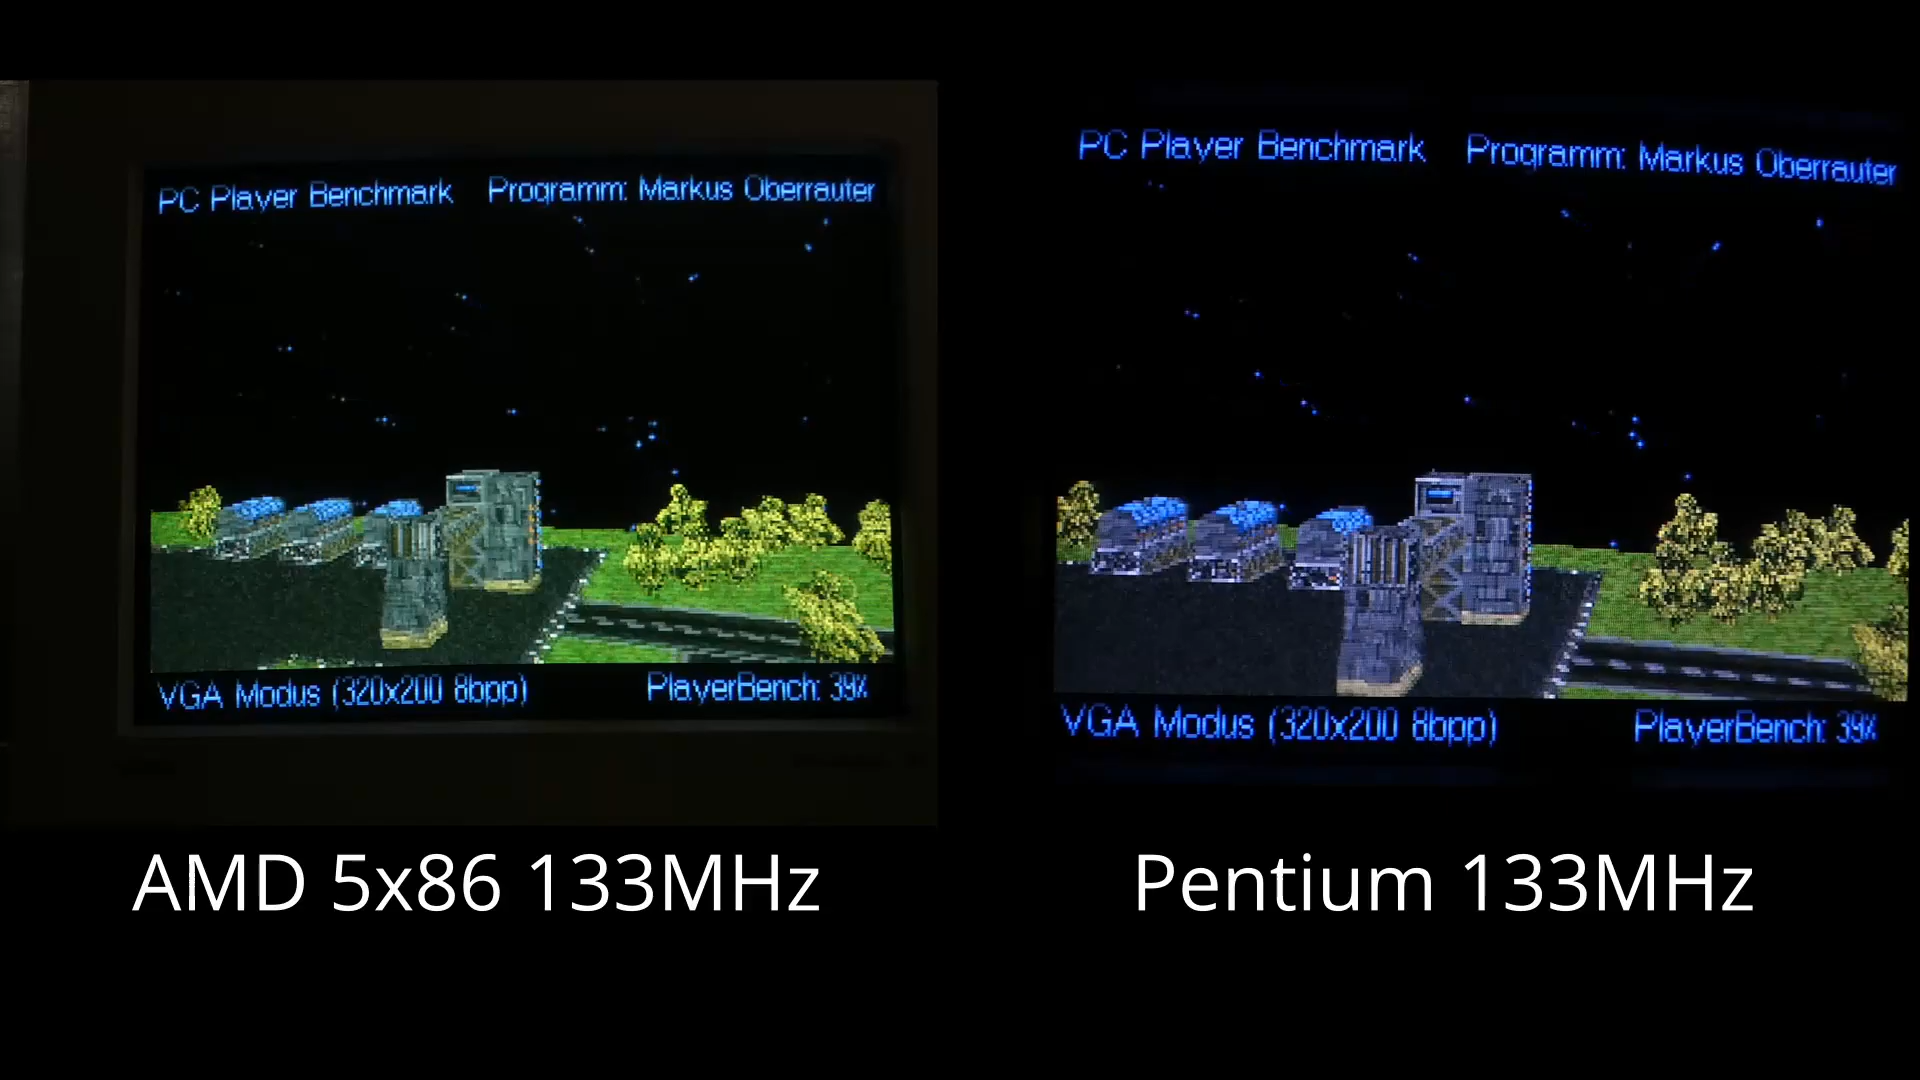 PC Player Benchmark Programm: Markus Oberrauter
VGA Modus (320x200 8bpp) PlayerBench: 39%
AMD 5x86 133MHz
PC Player Benchmark Programm: Markus Oberrauter
VGA Modus (320x200 8bpp) PlayerBench: 39%
Pentium 133MHz